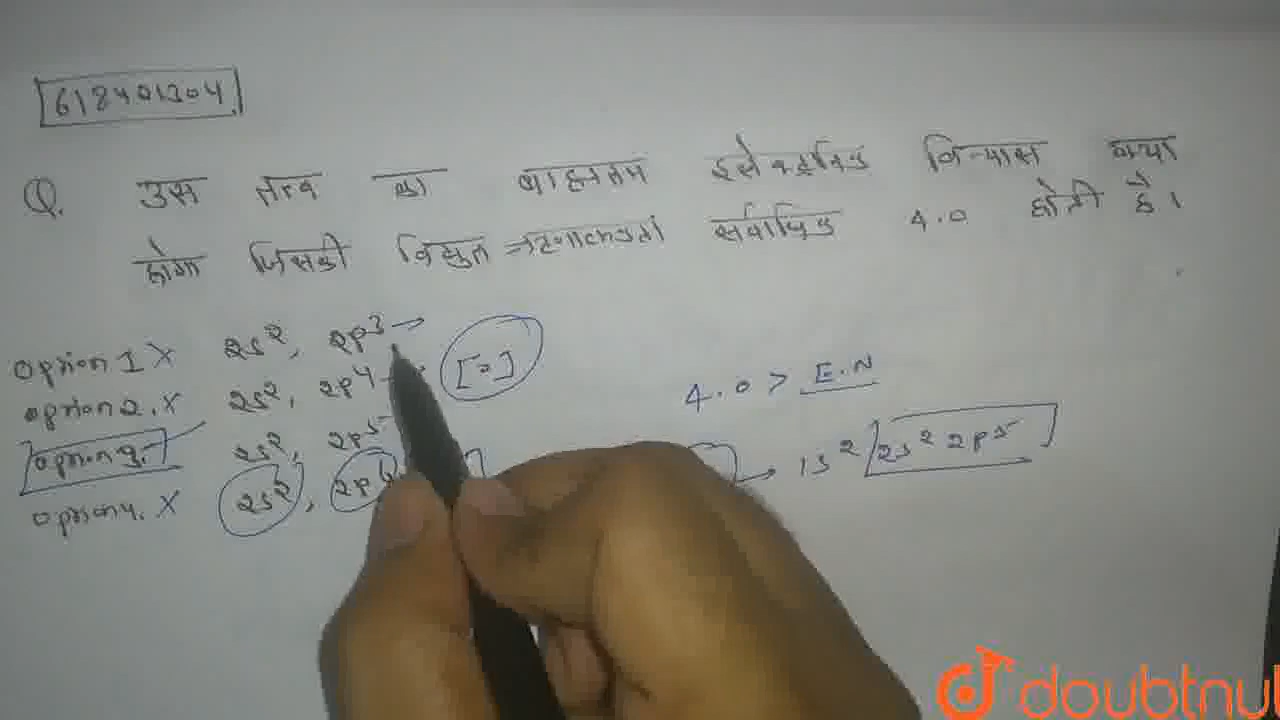 618401304
Q. उस तत्व का बाह्यतम इलेक्ट्रॉनिक विन्यास क्या
होगा जिसकी विद्युत ऋणात्मकता सर्वाधिक 4.0 होती है।
option 1 X 2s², 2p³ →
option 2. X 2s², 2p⁴ → [O]
option 3. 2s², 2p⁵
option 4. X 2s², 2p⁶
4.0 > E.N
→ 1s² 2s² 2p⁵
doubtnut